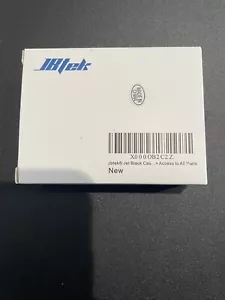 JBtek
X000OB2C2Z
Jbtek® Jet Black Cas...+ Access to All Ports
New